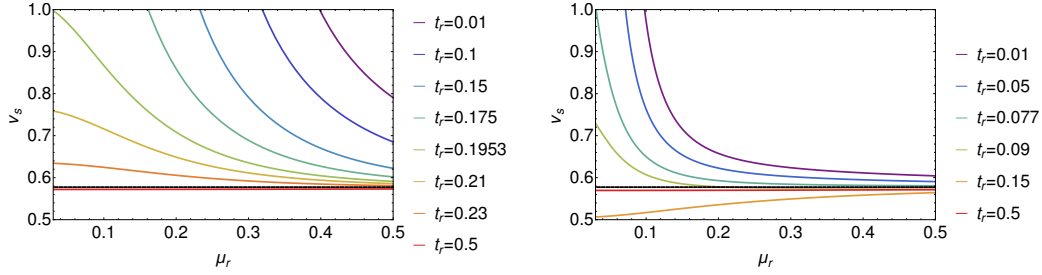 1.0
0.9
0.8
0.7
0.6
0.5
v_s
0.1 0.2 0.3 0.4 0.5
μ_r
t_r=0.01
t_r=0.1
t_r=0.15
t_r=0.175
t_r=0.1953
t_r=0.21
t_r=0.23
t_r=0.5
1.0
0.9
0.8
0.7
0.6
0.5
v_s
0.1 0.2 0.3 0.4 0.5
μ_r
t_r=0.01
t_r=0.05
t_r=0.077
t_r=0.09
t_r=0.15
t_r=0.5